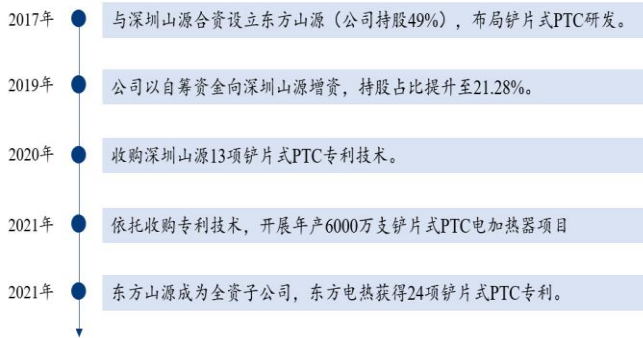 2017年 与深圳山源合资设立东方山源（公司持股49%），布局铲片式PTC研发。
2019年 公司以自筹资金向深圳山源增资，持股占比提升至21.28%。
2020年 收购深圳山源13项铲片式PTC专利技术。
2021年 依托收购专利技术，开展年产6000万支铲片式PTC电加热器项目
2021年 东方山源成为全资子公司，东方电热获得24项铲片式PTC专利。